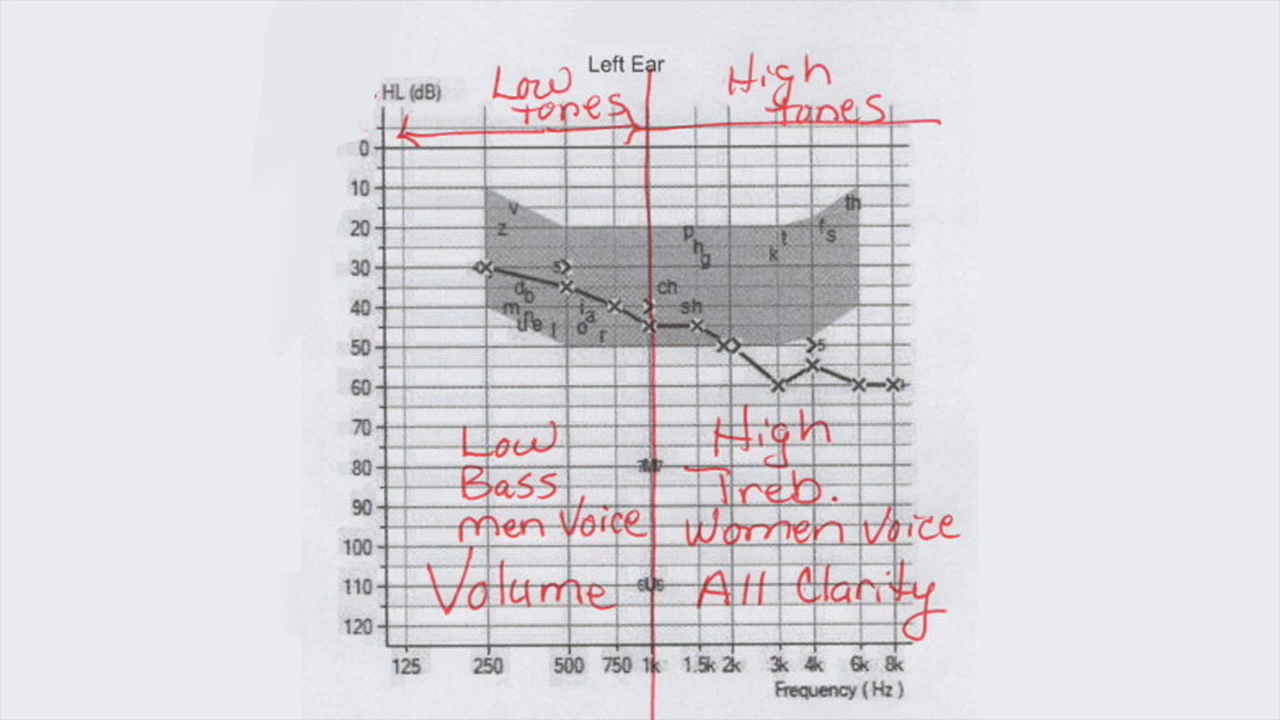 Left Ear
Low
tones
High
tones
HL (dB)
0
10
20
30
40
50
60
70
80
90
100
110
120
v
z
p
h
g
k
t
f
s
th
5
ch
sh
d
b
m
n
e
l
i
a
o
r
5
Low
Bass
men Voice
Volume
High
Treb.
Women Voice
All Clarity
125 250 500 750 1k 1.5k 2k 3k 4k 6k 8k
Frequency ( Hz )